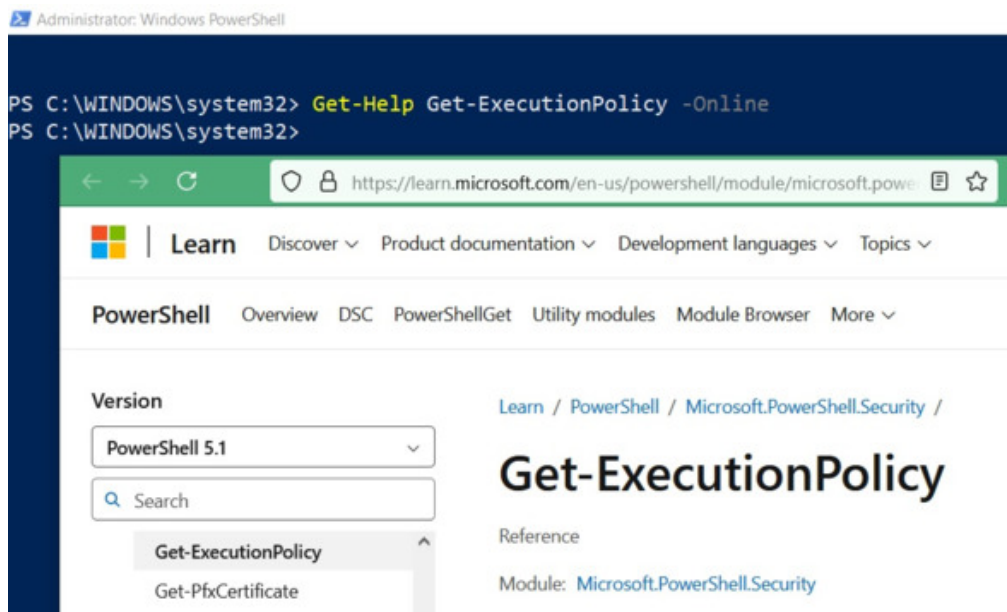 Administrator: Windows PowerShell
PS C:\WINDOWS\system32> Get-Help Get-ExecutionPolicy -Online
PS C:\WINDOWS\system32>
https://learn.microsoft.com/en-us/powershell/module/microsoft.powe
Learn Discover Product documentation Development languages Topics
PowerShell Overview DSC PowerShellGet Utility modules Module Browser More
Version
PowerShell 5.1
Search
Get-ExecutionPolicy
Get-PfxCertificate
Learn / PowerShell / Microsoft.PowerShell.Security /
Get-ExecutionPolicy
Reference
Module: Microsoft.PowerShell.Security